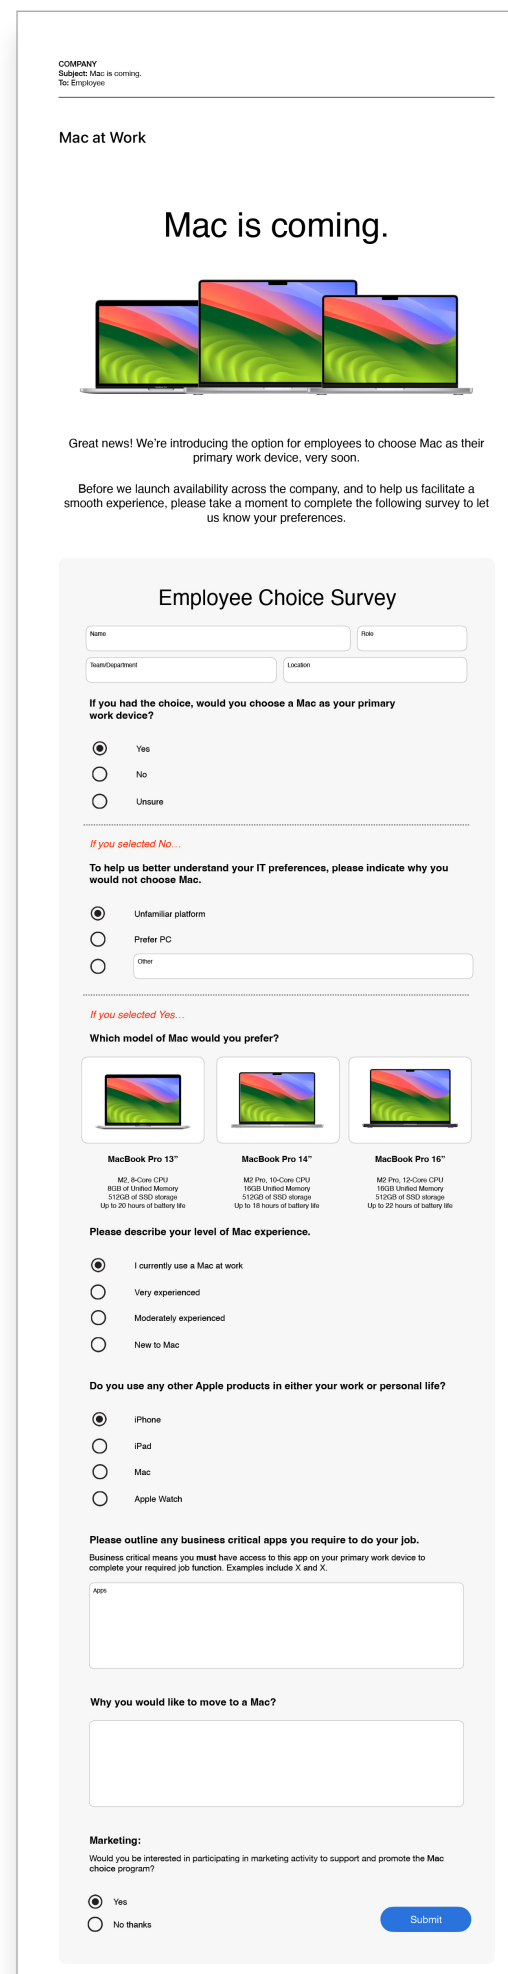 COMPANY
Subject: Mac is coming.
To: Employee
Mac at Work
Mac is coming.
Great news! We're introducing the option for employees to choose Mac as their
primary work device, very soon.
Before we launch availability across the company, and to help us facilitate a
smooth experience, please take a moment to complete the following survey to let
us know your preferences.
Employee Choice Survey
Name
Role
Team/Department
Location
If you had the choice, would you choose a Mac as your primary
work device?
Yes
No
Unsure
If you selected No…
To help us better understand your IT preferences, please indicate why you
would not choose Mac.
Unfamiliar platform
Prefer PC
Other
If you selected Yes…
Which model of Mac would you prefer?
MacBook Pro 13"
M2, 8-Core CPU
8GB of Unified Memory
512GB of SSD storage
Up to 20 hours of battery life
MacBook Pro 14"
M2 Pro, 10-Core CPU
16GB Unified Memory
512GB of SSD storage
Up to 18 hours of battery life
MacBook Pro 16"
M2 Pro, 12-Core CPU
16GB Unified Memory
512GB of SSD storage
Up to 22 hours of battery life
Please describe your level of Mac experience.
I currently use a Mac at work
Very experienced
Moderately experienced
New to Mac
Do you use any other Apple products in either your work or personal life?
iPhone
iPad
Mac
Apple Watch
Please outline any business critical apps you require to do your job.
Business critical means you must have access to this app on your primary work device to
complete your required job function. Examples include X and X.
Apps
Why you would like to move to a Mac?
Marketing:
Would you be interested in participating in marketing activity to support and promote the Mac
choice program?
Yes
No thanks
Submit